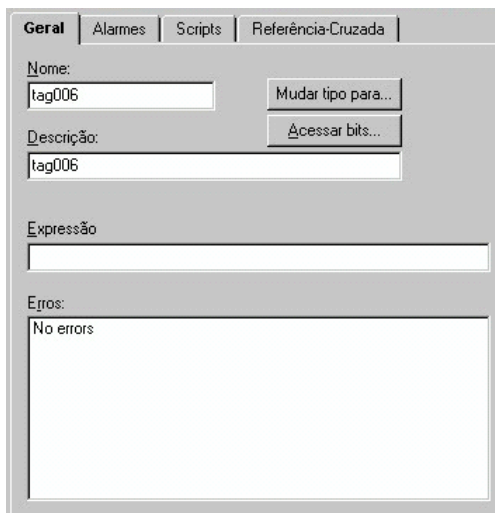 Geral Alarmes Scripts Referência-Cruzada
Nome:
tag006
Mudar tipo para...
Descrição:
Acessar bits...
tag006
Expressão
Erros:
No errors